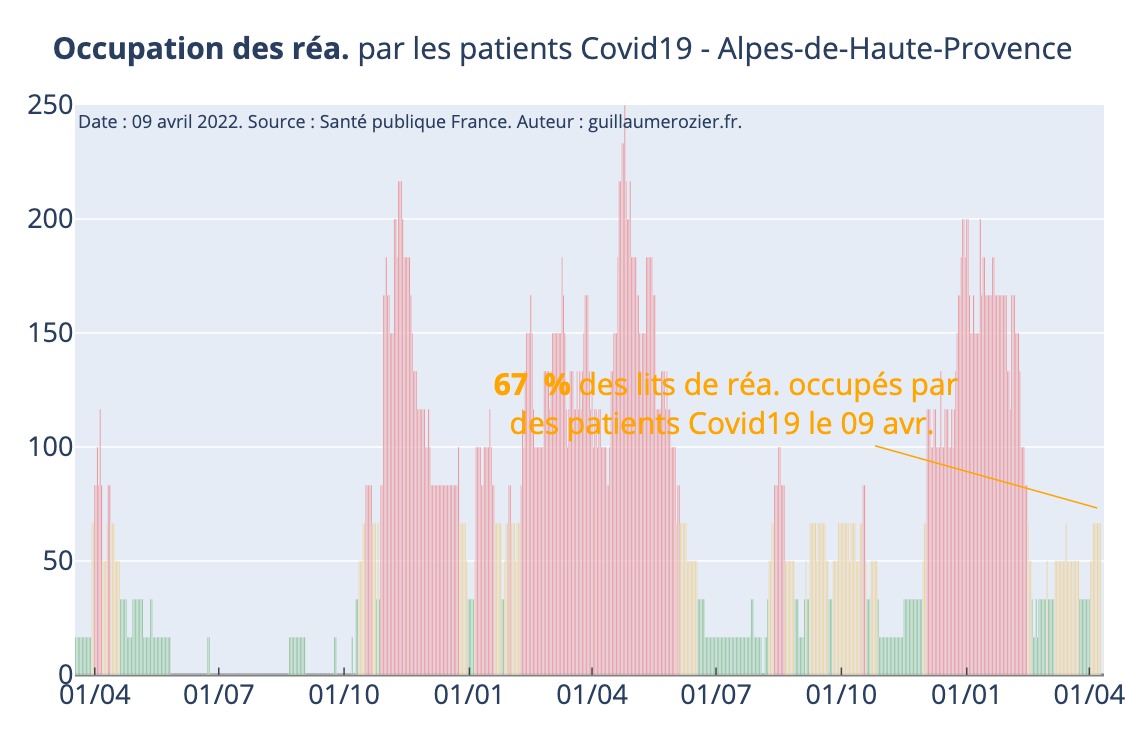 Occupation des réa. par les patients Covid19 - Alpes-de-Haute-Provence
250
Date : 09 avril 2022. Source : Santé publique France. Auteur : guillaumerozier.fr.
200
150
67 % des lits de réa. occupés par
des patients Covid19 le 09 avr.
100
50
0
01/04 01/07 01/10 01/01 01/04 01/07 01/10 01/01 01/04